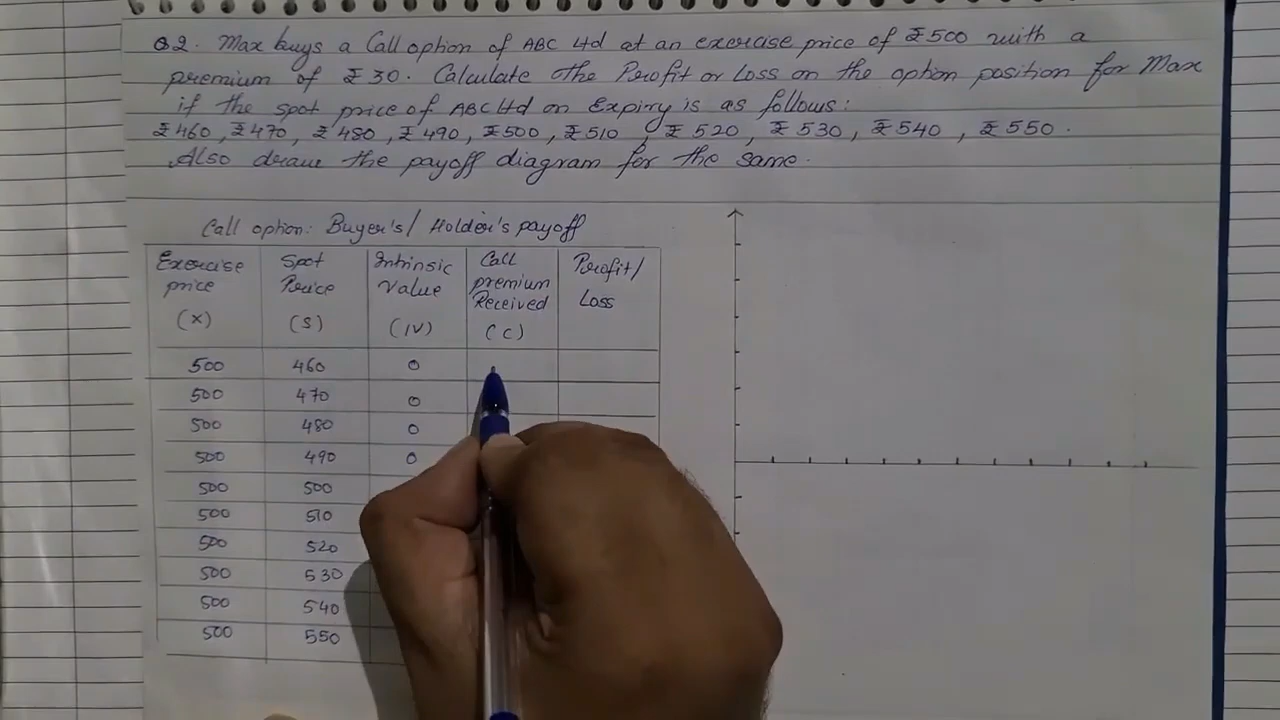 Q2. Max buys a Call option of ABC Ltd at an exercise price of ₹500 with a
premium of ₹30. Calculate the Profit or Loss on the option position for Max
if the spot price of ABC Ltd on Expiry is as follows:
₹460, ₹470, ₹480, ₹490, ₹500, ₹510, ₹520, ₹530, ₹540, ₹550.
Also draw the payoff diagram for the same.
Call option: Buyer's/Holder's payoff
Exercise price (X) Spot Price (S) Intrinsic Value (IV) Call premium Received (C) Profit/Loss
500 460 0
500 470 0
500 480 0
500 490 0
500 500
500 510
500 520
500 530
500 540
500 550